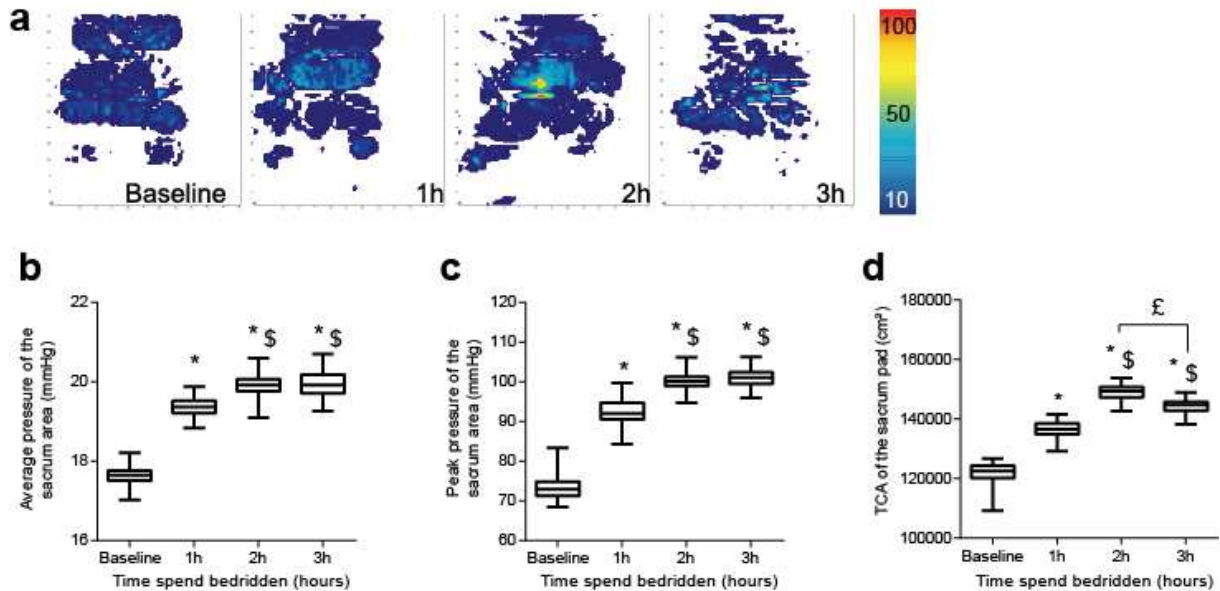 a
Baseline
1h
2h
3h
100
50
10
b
Average pressure of the
sacrum area (mmHg)
22
20
18
16
*
* $
* $
Baseline 1h 2h 3h
Time spend bedridden (hours)
c
Peak pressure of the
sacrum area (mmHg)
120
110
100
90
80
70
60
*
* $
* $
Baseline 1h 2h 3h
Time spend bedridden (hours)
d
TCA of the sacrum pad (cm²)
180000
160000
140000
120000
100000
£
*
* $
* $
Baseline 1h 2h 3h
Time spend bedridden (hours)